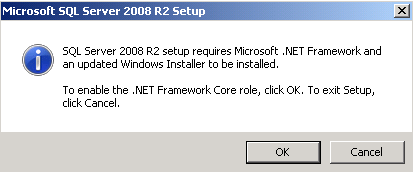 Microsoft SQL Server 2008 R2 Setup
SQL Server 2008 R2 setup requires Microsoft .NET Framework and
an updated Windows Installer to be installed.
To enable the .NET Framework Core role, click OK. To exit Setup,
click Cancel.
OK
Cancel